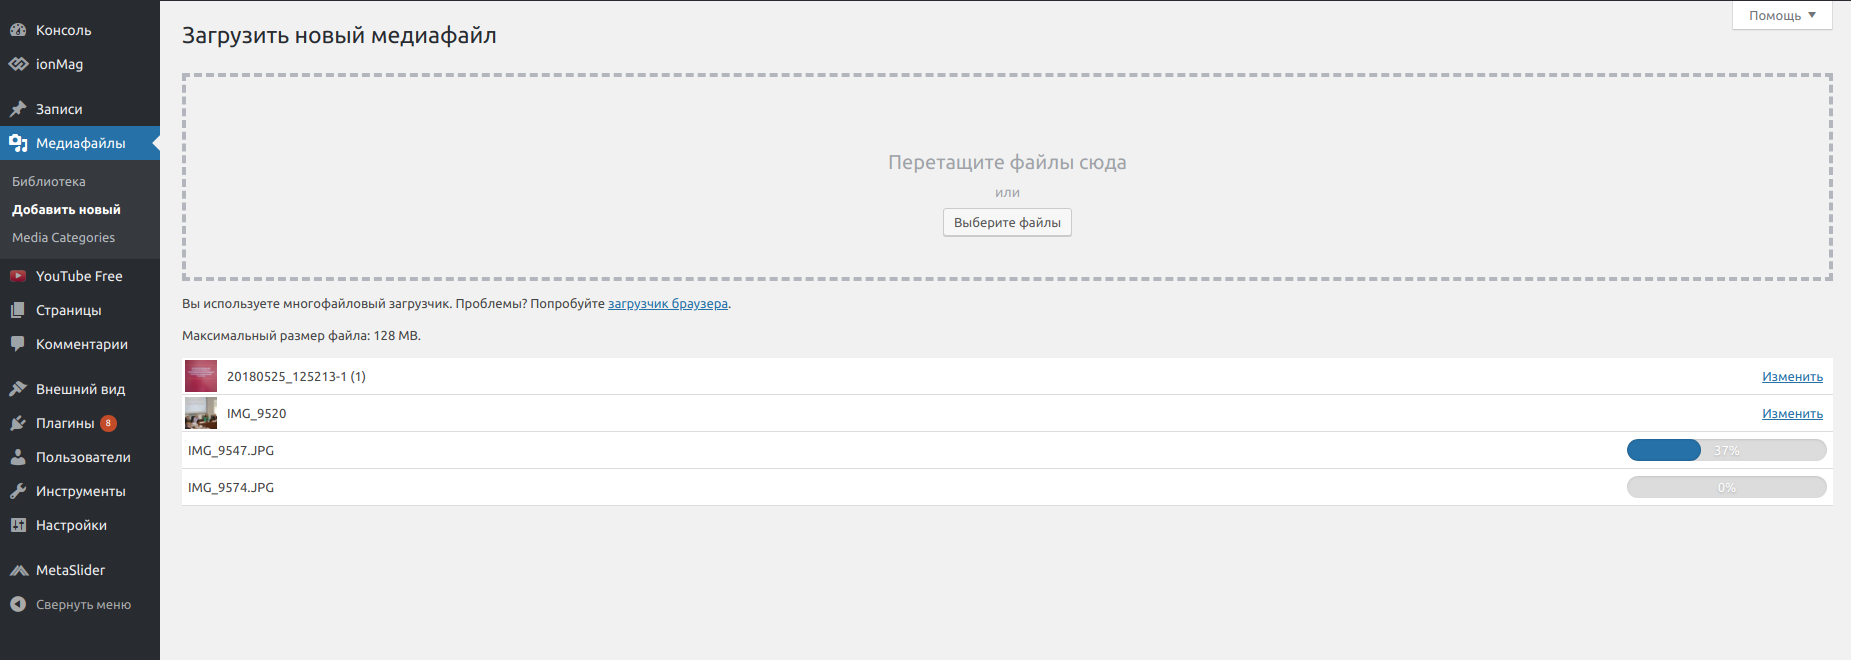 Консоль
ionMag
Записи
Медиафайлы
Библиотека
Добавить новый
Media Categories
YouTube Free
Страницы
Комментарии
Внешний вид
Плагины 8
Пользователи
Инструменты
Настройки
MetaSlider
Свернуть меню
Помощь
Загрузить новый медиафайл
Перетащите файлы сюда
или
Выберите файлы
Вы используете многофайловый загрузчик. Проблемы? Попробуйте загрузчик браузера.
Максимальный размер файла: 128 MB.
20180525_125213-1 (1) Изменить
IMG_9520 Изменить
IMG_9547.JPG 37%
IMG_9574.JPG 0%